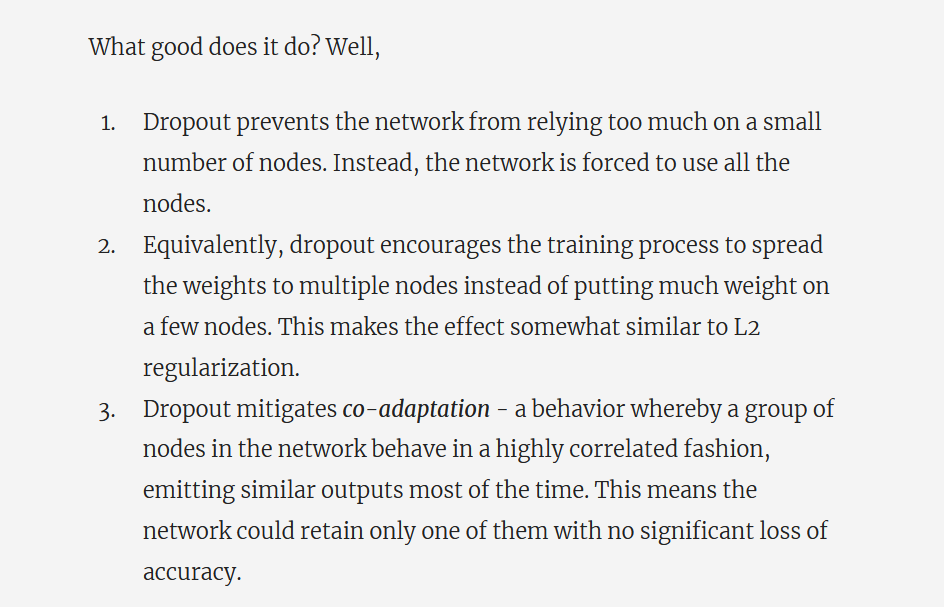 What good does it do? Well,
1. Dropout prevents the network from relying too much on a small
number of nodes. Instead, the network is forced to use all the
nodes.
2. Equivalently, dropout encourages the training process to spread
the weights to multiple nodes instead of putting much weight on
a few nodes. This makes the effect somewhat similar to L2
regularization.
3. Dropout mitigates co-adaptation - a behavior whereby a group of
nodes in the network behave in a highly correlated fashion,
emitting similar outputs most of the time. This means the
network could retain only one of them with no significant loss of
accuracy.